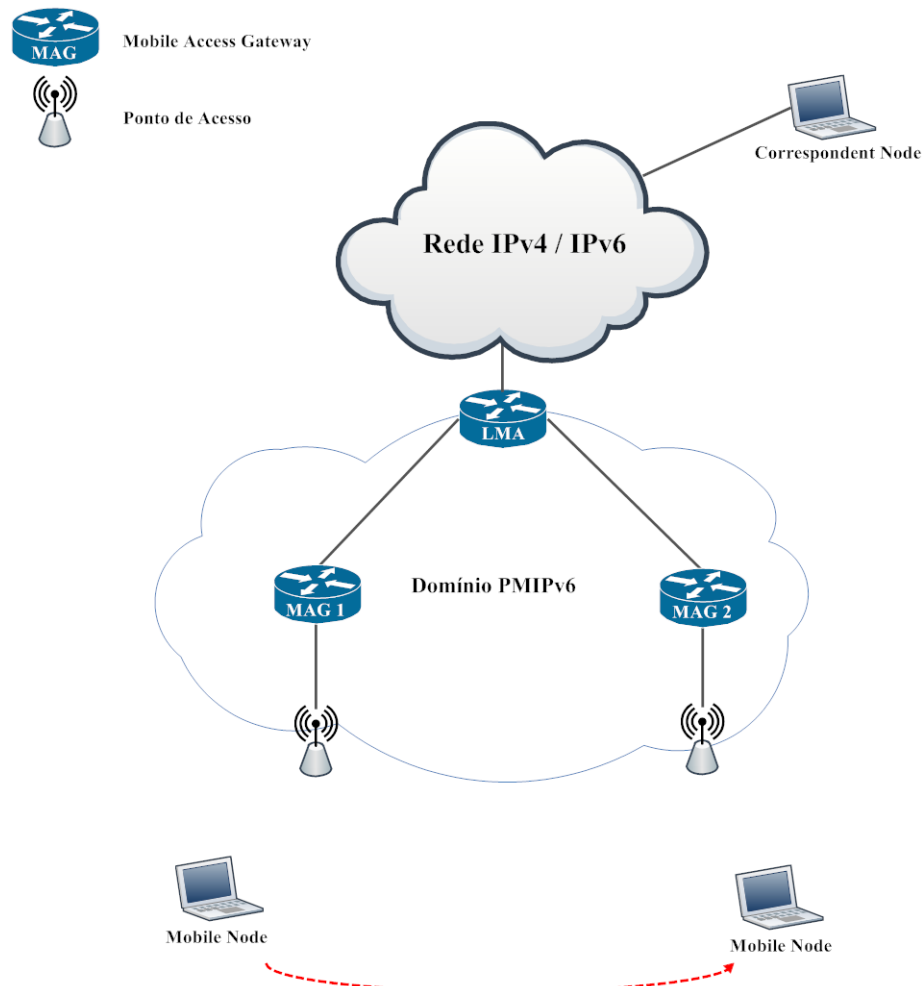 MAG
Mobile Access Gateway
Ponto de Acesso
Correspondent Node
Rede IPv4 / IPv6
LMA
MAG 1
Domínio PMIPv6
MAG 2
Mobile Node
Mobile Node